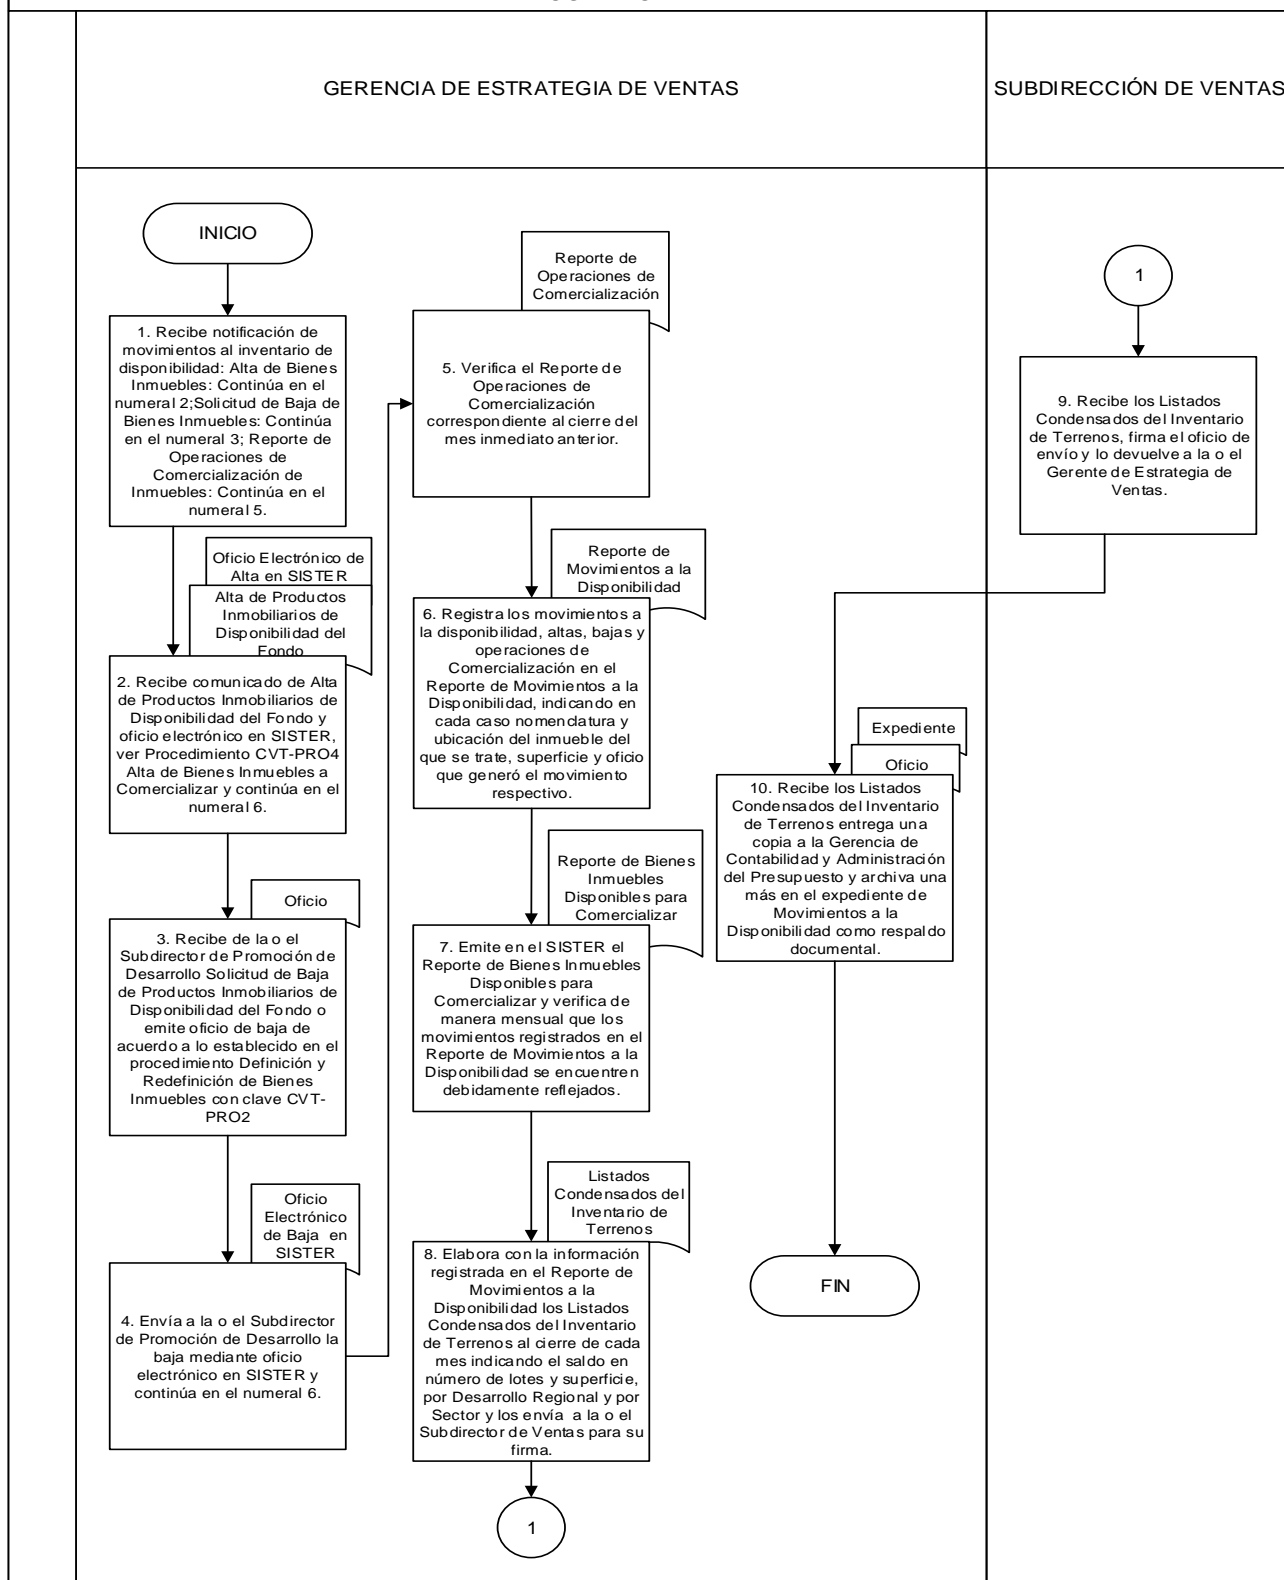 GERENCIA DE ESTRATEGIA DE VENTAS
SUBDIRECCIÓN DE VENTAS
INICIO
1. Recibe notificación de
movimientos al inventario de
disponibilidad: Alta de Bienes
Inmuebles: Continúa en el
numeral 2;Solicitud de Baja de
Bienes Inmuebles: Continúa
en el numeral 3; Reporte de
Operaciones de
Comercialización de
Inmuebles: Continúa en el
numeral 5.
Oficio Electrónico de
Alta en SISTER
Alta de Productos
Inmobiliarios de
Disponibilidad del
Fondo
2. Recibe comunicado de Alta
de Productos Inmobiliarios de
Disponibilidad del Fondo y
oficio electrónico en SISTER,
ver Procedimiento CVT-PRO4
Alta de Bienes Inmuebles a
Comercializar y continúa en el
numeral 6.
Oficio
3. Recibe de la o el
Subdirector de Promoción de
Desarrollo Solicitud de Baja
de Productos Inmobiliarios de
Disponibilidad del Fondo o
emite oficio de baja de
acuerdo a lo establecido en el
procedimiento Definición y
Redefinición de Bienes
Inmuebles con clave CVT-
PRO2
Oficio
Electrónico
de Baja en
SISTER
4. Envía a la o el Subdirector
de Promoción de Desarrollo la
baja mediante oficio
electrónico en SISTER y
continúa en el numeral 6.
Reporte de
Operaciones de
Comercialización
5. Verifica el Reporte de
Operaciones de
Comercialización
correspondiente al cierre del
mes inmediato anterior.
Reporte de
Movimientos a la
Disponibilidad
6. Registra los movimientos a
la disponibilidad, altas, bajas y
operaciones de
Comercialización en el
Reporte de Movimientos a la
Disponibilidad, indicando en
cada caso nomenclatura y
ubicación del inmueble del
que se trate, superficie y oficio
que generó el movimiento
respectivo.
Reporte de Bienes
Inmuebles
Disponibles para
Comercializar
7. Emite en el SISTER el
Reporte de Bienes Inmuebles
Disponibles para
Comercializar y verifica de
manera mensual que los
movimientos registrados en el
Reporte de Movimientos a la
Disponibilidad se encuentren
debidamente reflejados.
Listados
Condensados del
Inventario de
Terrenos
8. Elabora con la información
registrada en el Reporte de
Movimientos a la
Disponibilidad los Listados
Condensados del Inventario
de Terrenos al cierre de cada
mes indicando el saldo en
número de lotes y superficie,
por Desarrollo Regional y por
Sector y los envía a la o el
Subdirector de Ventas para su
firma.
1
1
9. Recibe los Listados
Condensados del Inventario
de Terrenos, firma el oficio de
envío y lo devuelve a la o el
Gerente de Estrategia de
Ventas.
Expediente
Oficio
10. Recibe los Listados
Condensados del Inventario
de Terrenos entrega una
copia a la Gerencia de
Contabilidad y Administración
del Presupuesto y archiva una
más en el expediente de
Movimientos a la
Disponibilidad como respaldo
documental.
FIN